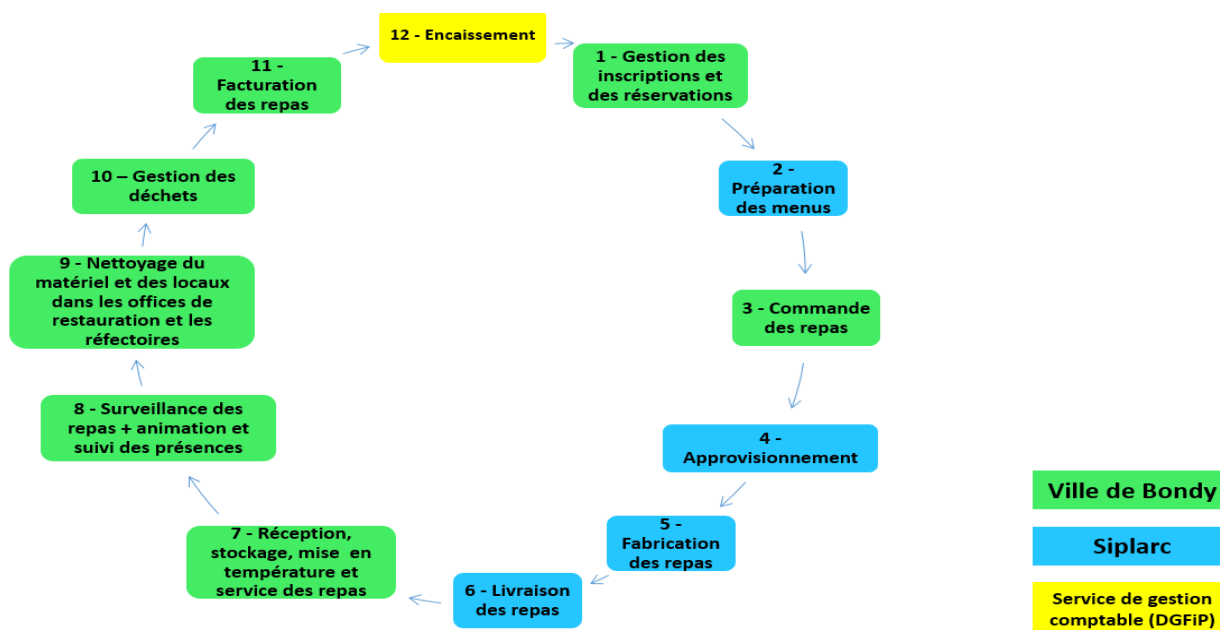 12 - Encaissement
1 - Gestion des
inscriptions et
des réservations
2 -
Préparation
des menus
3 - Commande
des repas
4 -
Approvisionnement
5 -
Fabrication
des repas
6 - Livraison
des repas
7 - Réception,
stockage, mise en
température et
service des repas
8 - Surveillance des
repas + animation et
suivi des présences
9 - Nettoyage du
matériel et des locaux
dans les offices de
restauration et les
réfectoires
10 – Gestion des
déchets
11 -
Facturation
des repas
Ville de Bondy
Siplarc
Service de gestion
comptable (DGFiP)